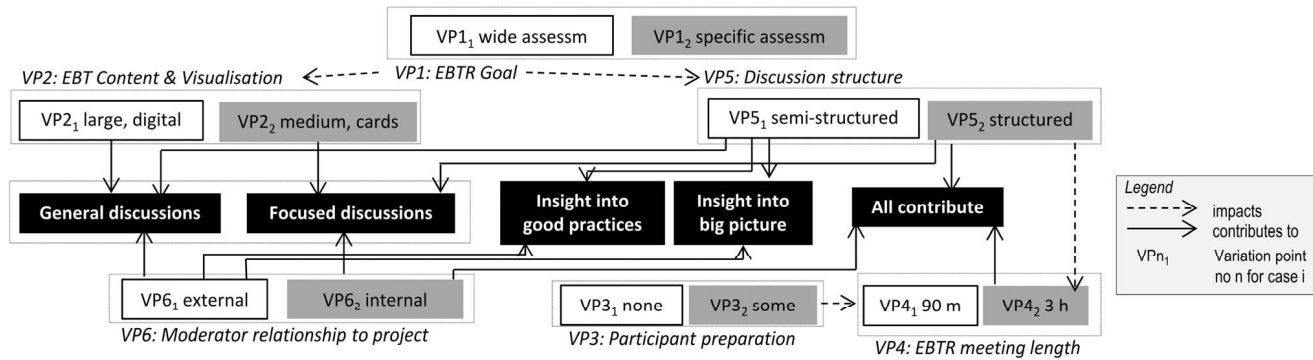 VP1₁ wide assessm
VP1₂ specific assessm
VP2: EBT Content & Visualisation
VP1: EBTR Goal
VP5: Discussion structure
VP2₁ large, digital
VP2₂ medium, cards
VP5₁ semi-structured
VP5₂ structured
General discussions
Focused discussions
Insight into
good practices
Insight into
big picture
All contribute
VP6₁ external
VP6₂ internal
VP6: Moderator relationship to project
VP3₁ none
VP3₂ some
VP3: Participant preparation
VP4₁ 90 m
VP4₂ 3 h
VP4: EBTR meeting length
Legend
impacts
contributes to
VPn₁ Variation point
no n for case i